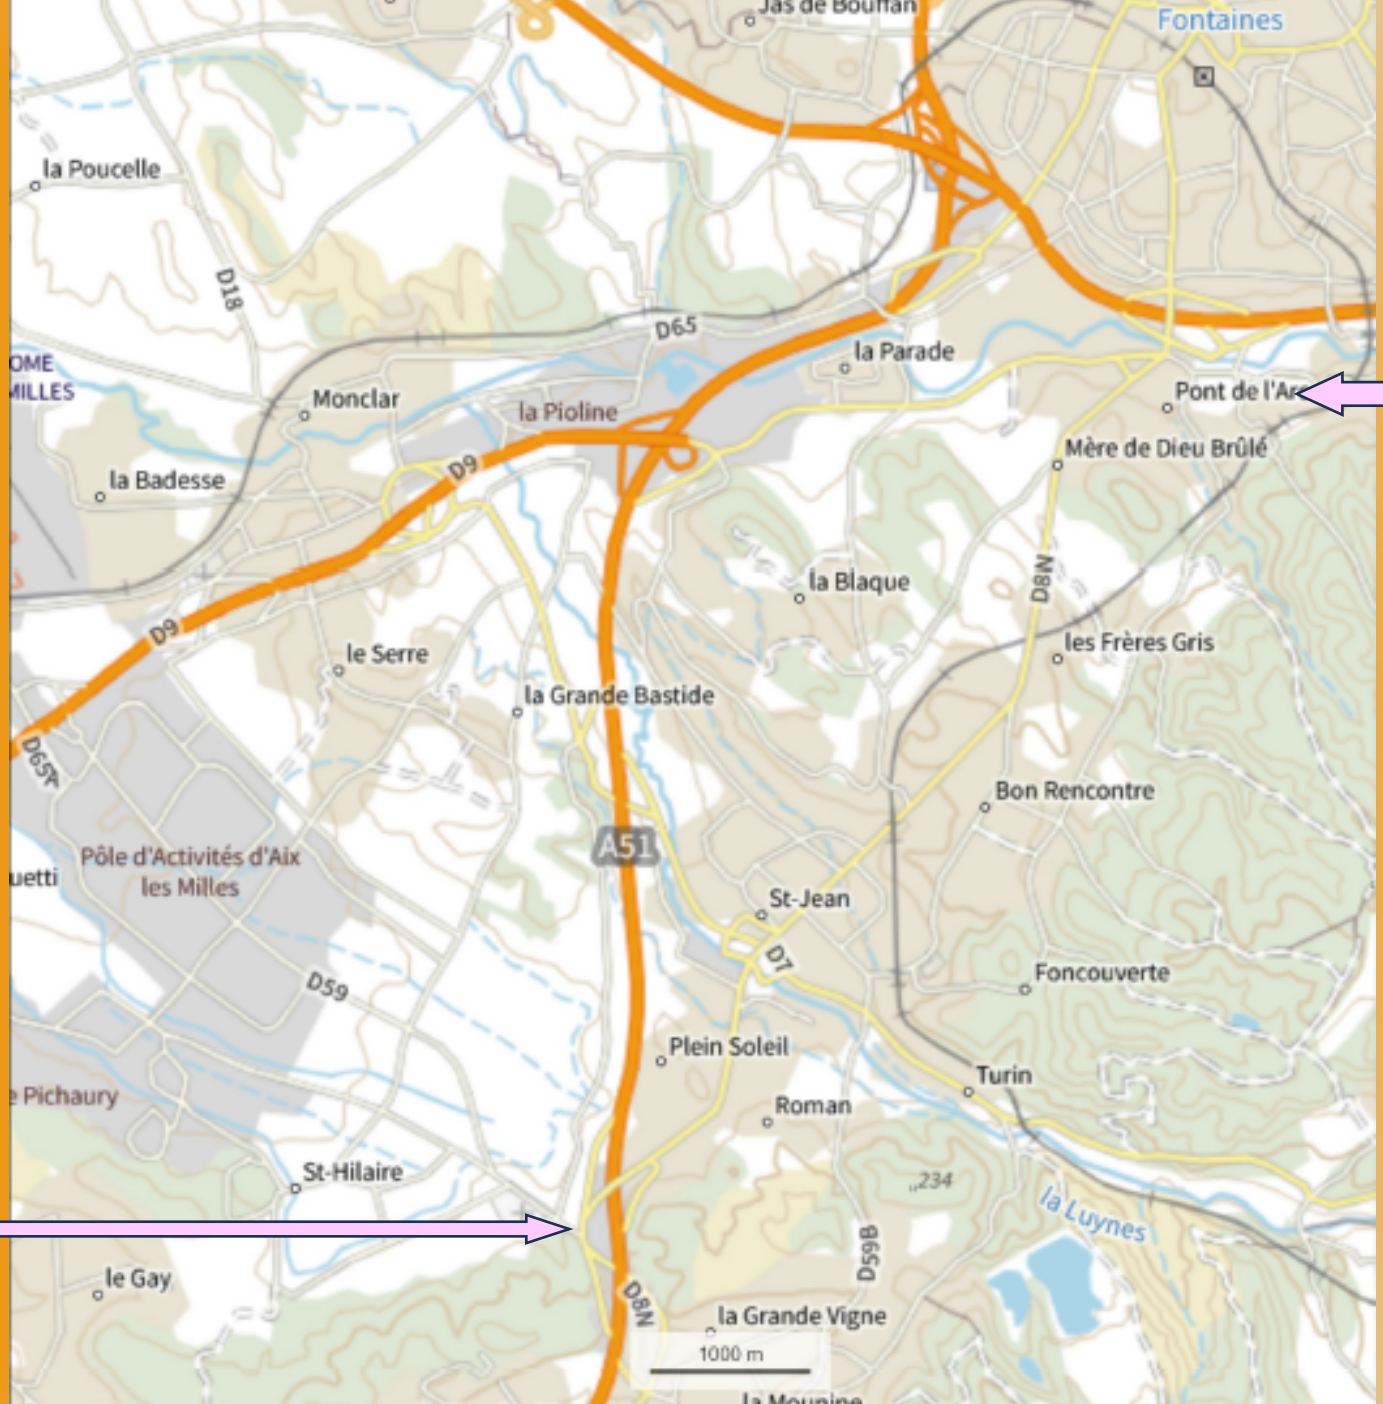 Jas de Bouffan
Fontaines
la Poucelle
D18
D65
OME
MILLES
la Parade
Monclar
la Pioline
Pont de l'Arc
Mère de Dieu Brûlé
D9
la Badesse
D8N
la Blaque
D9
le Serre
les Frères Gris
la Grande Bastide
D65
Bon Rencontre
A51
Pôle d'Activités d'Aix
les Milles
uetti
St-Jean
D7
D59
Foncouverte
Plein Soleil
Turin
e Pichaury
Roman
St-Hilaire
234
la Luynes
D59B
le Gay
D8N
la Grande Vigne
1000 m
la Mounine